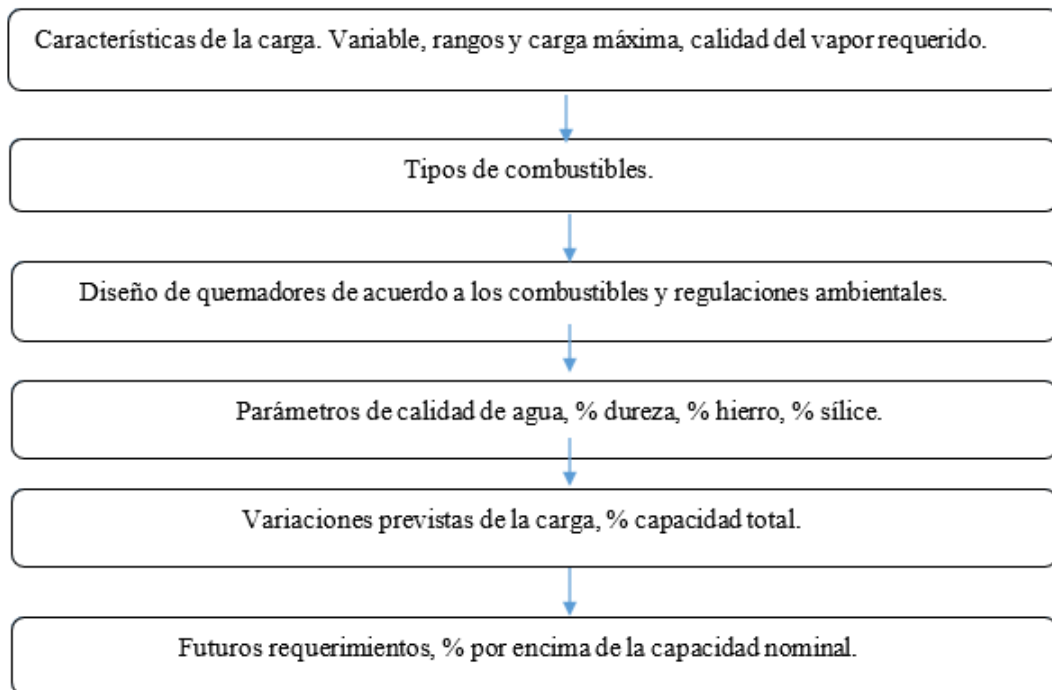 Características de la carga. Variable, rangos y carga máxima, calidad del vapor requerido.
Tipos de combustibles.
Diseño de quemadores de acuerdo a los combustibles y regulaciones ambientales.
Parámetros de calidad de agua, % dureza, % hierro, % sílice.
Variaciones previstas de la carga, % capacidad total.
Futuros requerimientos, % por encima de la capacidad nominal.